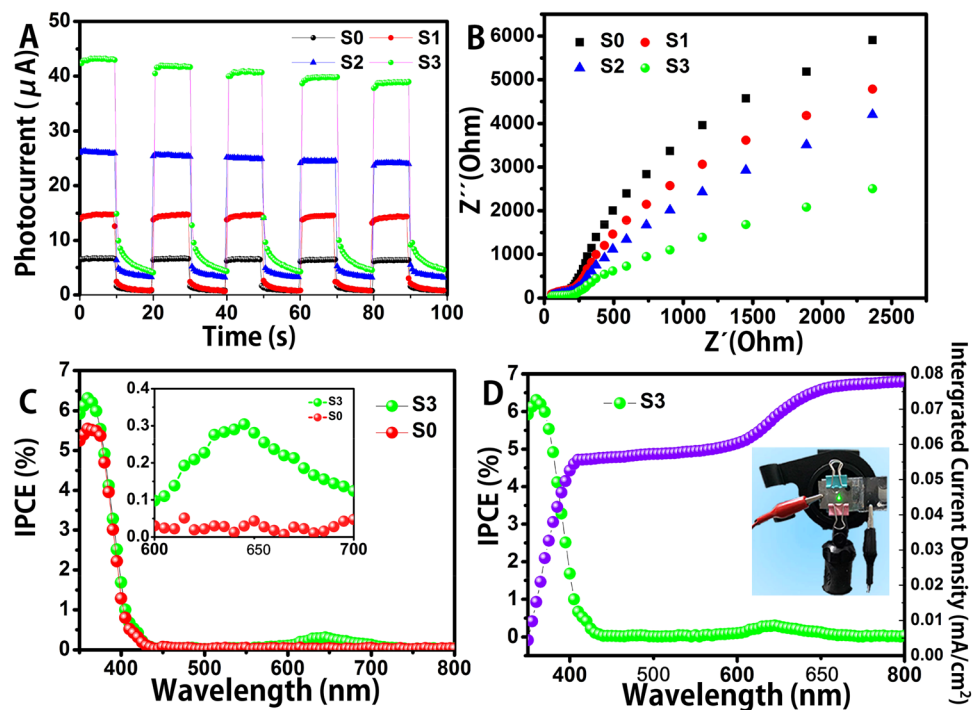 A
S0 S1
S2 S3
Photocurrent (μA)
50
45
40
35
30
25
20
15
10
5
0
0 20 40 60 80 100
Time (s)
B
S0 S1
S2 S3
Z´´(Ohm)
6000
5000
4000
3000
2000
1000
0
0 500 1000 1500 2000 2500
Z´(Ohm)
C
S3
S0
IPCE (%)
7
6
5
4
3
2
1
0
400 500 600 700 800
Wavelength (nm)
S3
S0
0.4
0.3
0.2
0.1
0.0
600 650 700
D
S3
IPCE (%)
7
6
5
4
3
2
1
0
400 500 600 650 800
Wavelength (nm)
0.08
0.07
0.06
0.05
0.04
0.03
0.02
0.01
0.00
Intergrated Current Density (mA/cm²)